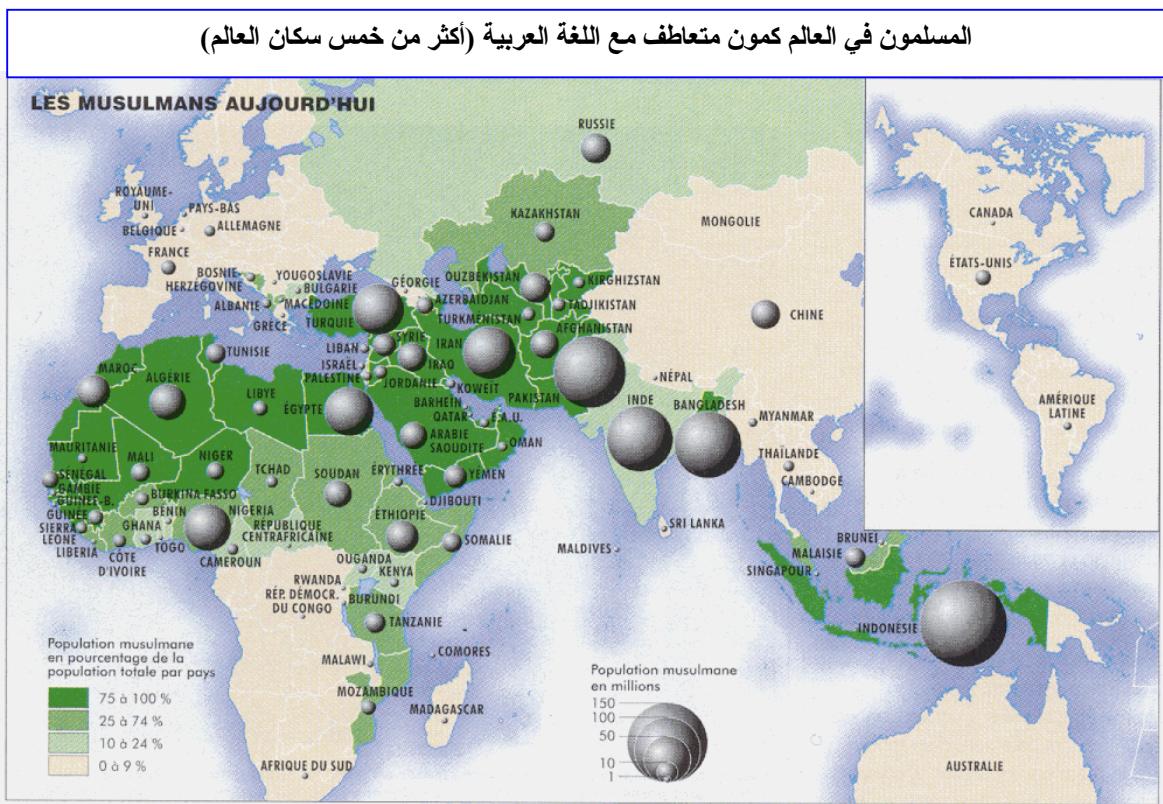 المسلمون في العالم كمون متعاطف مع اللغة العربية (أكثر من خمس سكان العالم)
LES MUSULMANS AUJOURD'HUI
RUSSIE
ROYAUME-
UNI
PAYS-BAS
BELGIQUE
ALLEMAGNE
FRANCE
KAZAKHSTAN
MONGOLIE
CANADA
ÉTATS-UNIS
BOSNIE-
HERZÉGOVINE
YOUGOSLAVIE
BULGARIE
ALBANIE
MACÉDOINE
GRÈCE
TURQUIE
GÉORGIE
AZERBAÏDJAN
OUZBÉKISTAN
KIRGHIZSTAN
TADJIKISTAN
TURKMÉNISTAN
AFGHANISTAN
CHINE
TUNISIE
LIBAN
SYRIE
IRAN
ISRAËL
IRAQ
PALESTINE
JORDANIE
KOWEIT
PAKISTAN
NÉPAL
MAROC
ALGÉRIE
LIBYE
ÉGYPTE
BARHEIN
QATAR
E.A.U.
ARABIE
SAOUDITE
OMAN
INDE
BANGLADESH
MYANMAR
AMÉRIQUE
LATINE
MAURITANIE
MALI
NIGER
TCHAD
SOUDAN
ÉRYTHRÉE
YEMEN
THAÏLANDE
CAMBODGE
SÉNÉGAL
GAMBIE
GUINÉE-B.
GUINÉE
BURKINA FASSO
BÉNIN
NIGERIA
DJIBOUTI
ÉTHIOPIE
SIERRA
LEONE
GHANA
RÉPUBLIQUE
CENTRAFRICAINE
SOMALIE
SRI LANKA
LIBERIA
TOGO
CÔTE
D'IVOIRE
CAMEROUN
OUGANDA
KENYA
MALDIVES
BRUNEI
MALAISIE
SINGAPOUR
RWANDA
RÉP. DÉMOCR.
DU CONGO
BURUNDI
TANZANIE
INDONÉSIE
MALAWI
COMORES
MOZAMBIQUE
MADAGASCAR
AFRIQUE DU SUD
AUSTRALIE
Population musulmane
en pourcentage de la
population totale par pays
75 à 100 %
25 à 74 %
10 à 24 %
0 à 9 %
Population musulmane
en millions
150
100
50
10
1